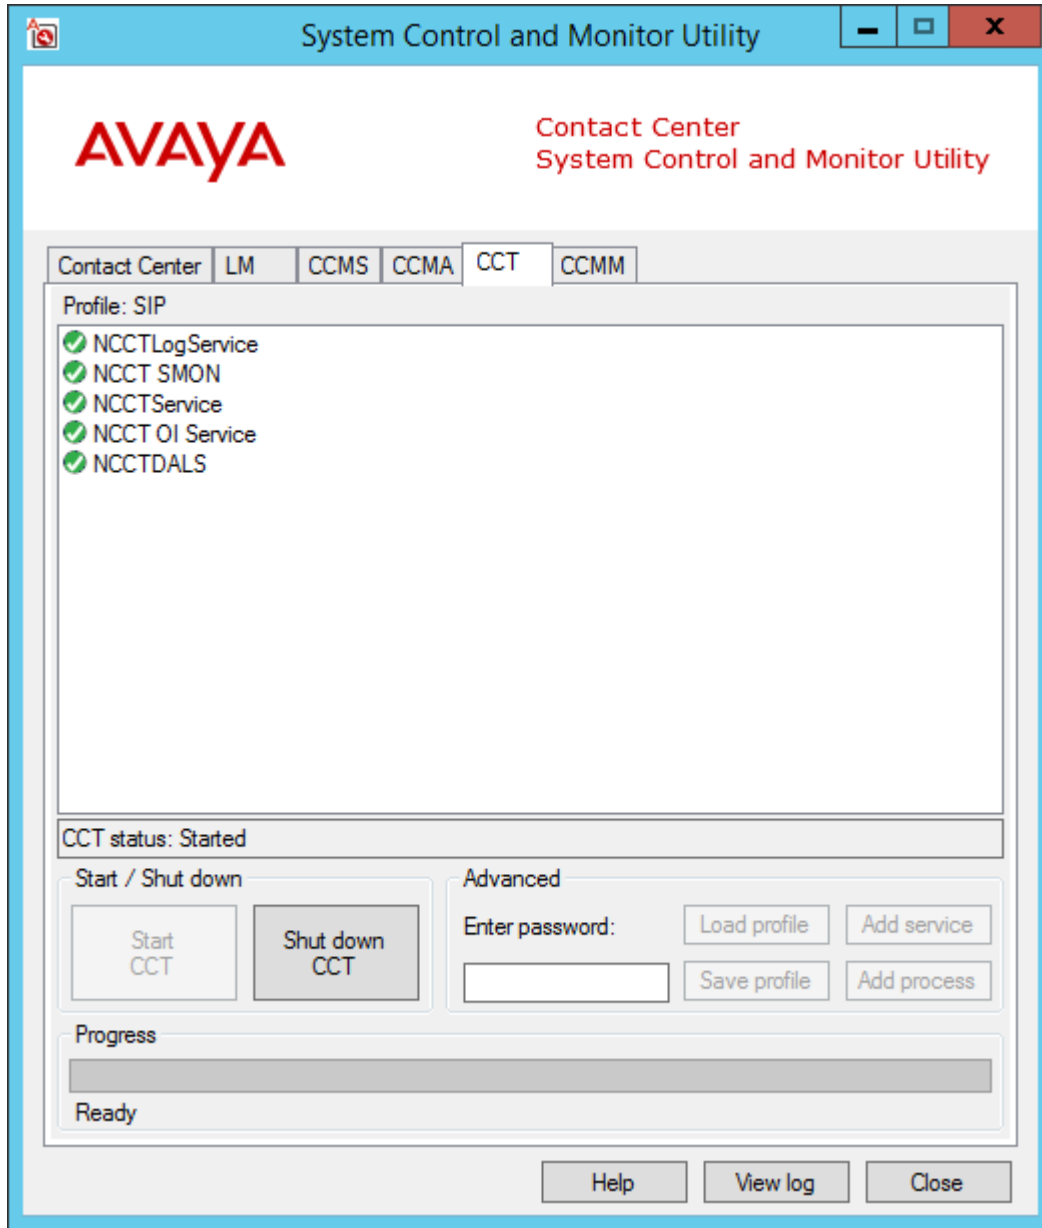 System Control and Monitor Utility
AVAYA
Contact Center
System Control and Monitor Utility
Contact Center LM CCMS CCMA CCT CCMM
Profile: SIP
NCCTLogService
NCCT SMON
NCCTService
NCCT OI Service
NCCTDALS
CCT status: Started
Start / Shut down
Start
CCT
Shut down
CCT
Advanced
Enter password:
Load profile
Add service
Save profile
Add process
Progress
Ready
Help
View log
Close